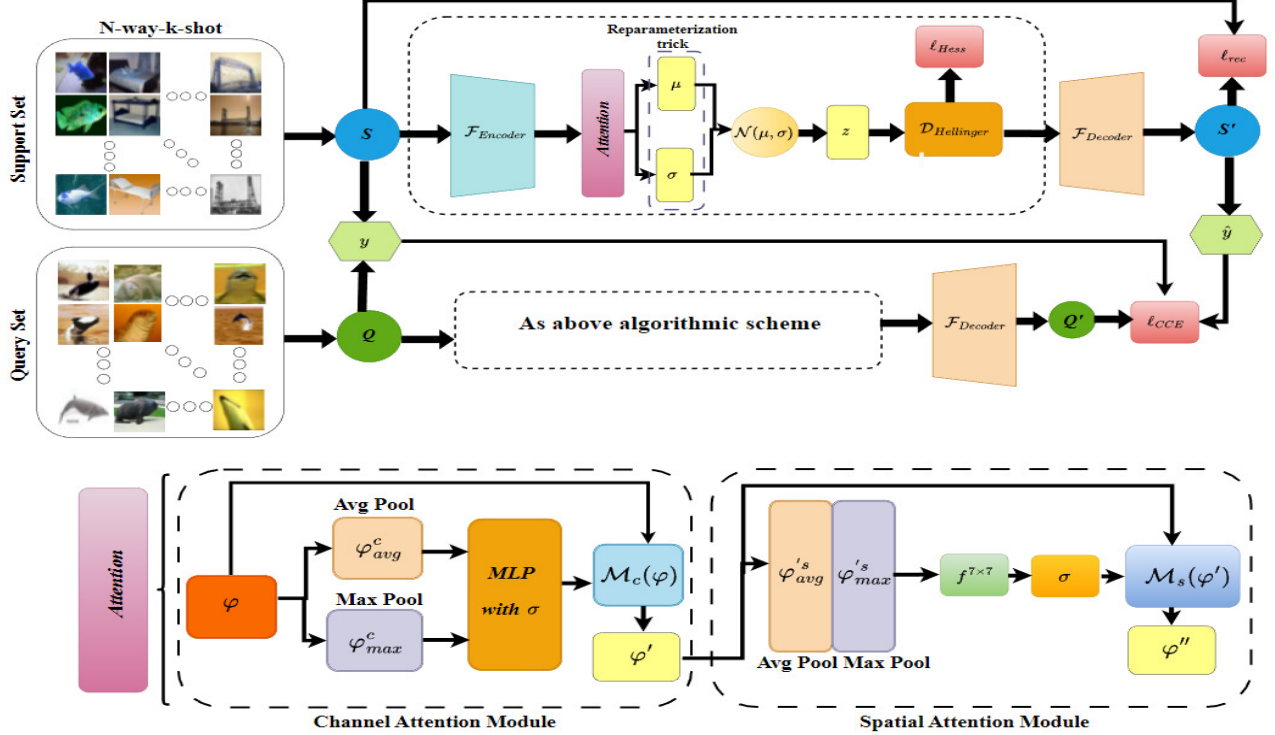 N-way-k-shot
Support Set
Query Set
S
Q
y
F_Encoder
Attention
Reparameterization
trick
μ
σ
N(μ, σ)
z
D_Hellinger
ℓ_Hess
F_Decoder
S'
ℓ_rec
ŷ
As above algorithmic scheme
F_Decoder
Q'
ℓ_CCE
Attention
φ
Avg Pool
φ^c_avg
Max Pool
φ^c_max
MLP
with σ
M_c(φ)
φ'
Channel Attention Module
φ'^s_avg
φ'^s_max
Avg Pool Max Pool
f^7×7
σ
M_s(φ')
φ''
Spatial Attention Module